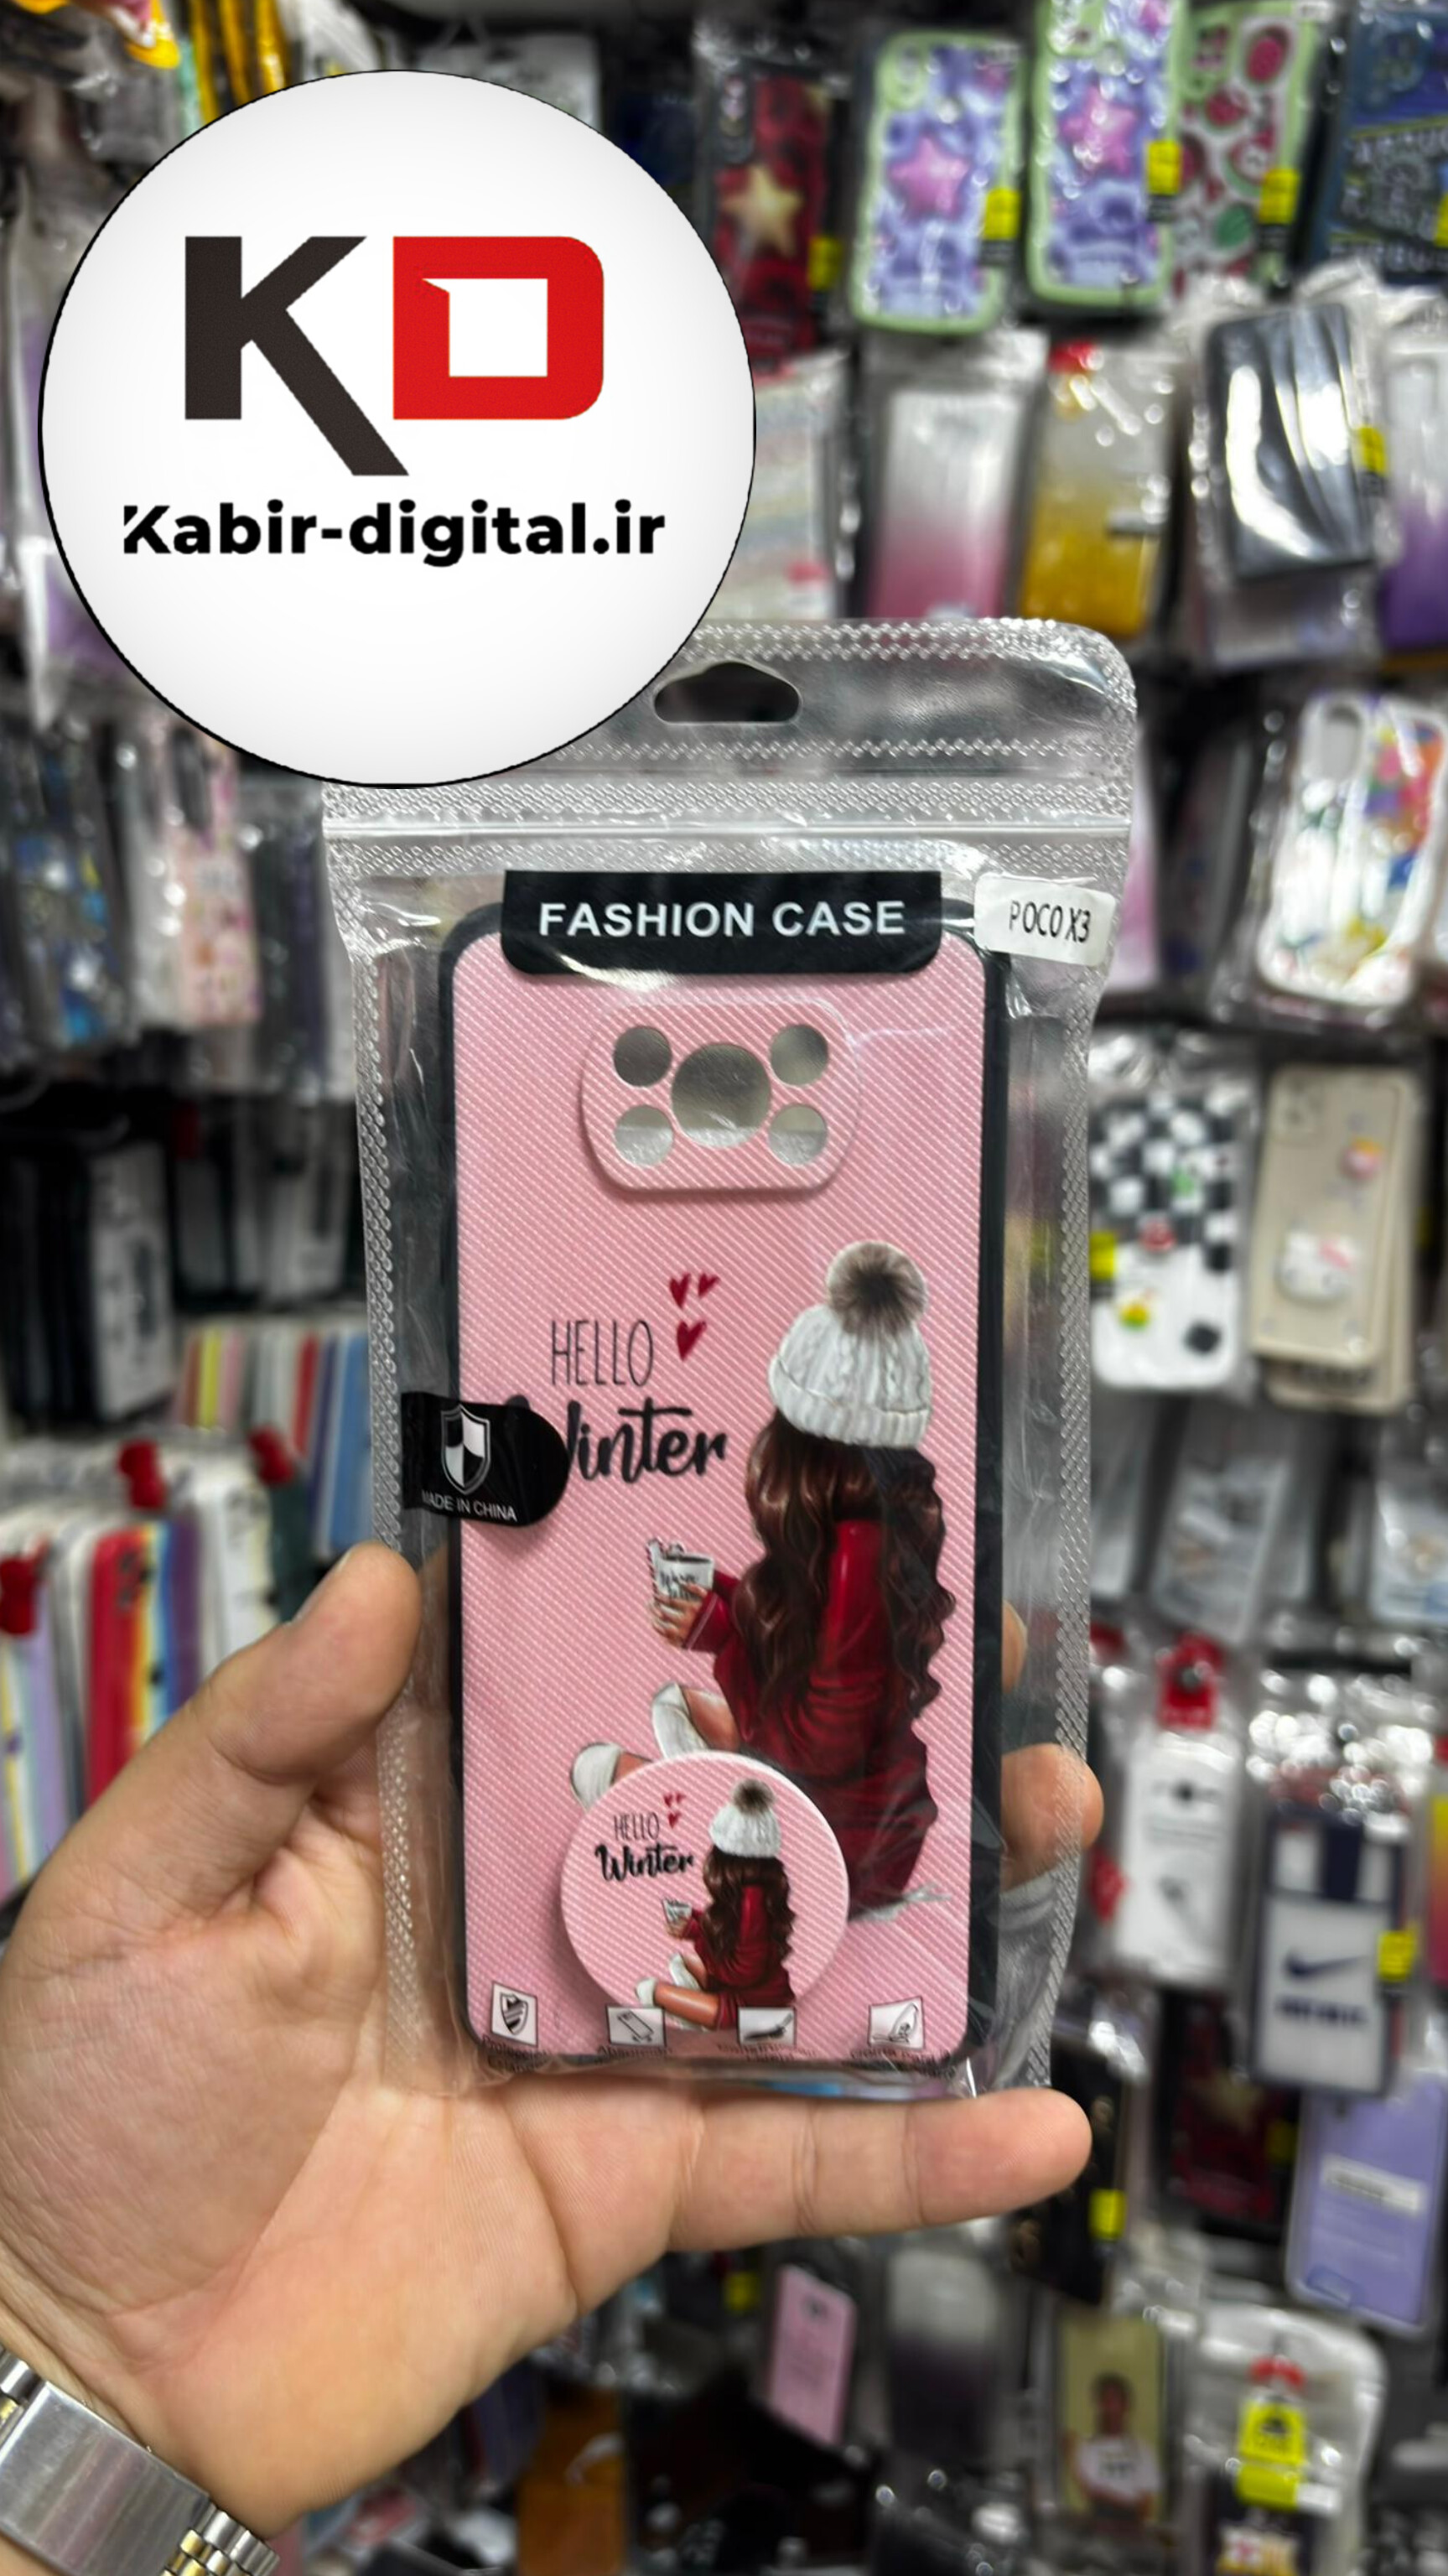 KD
Kabir-digital.ir
FASHION CASE
POCO X3
HELLO
Winter
MADE IN CHINA
HELLO
Winter